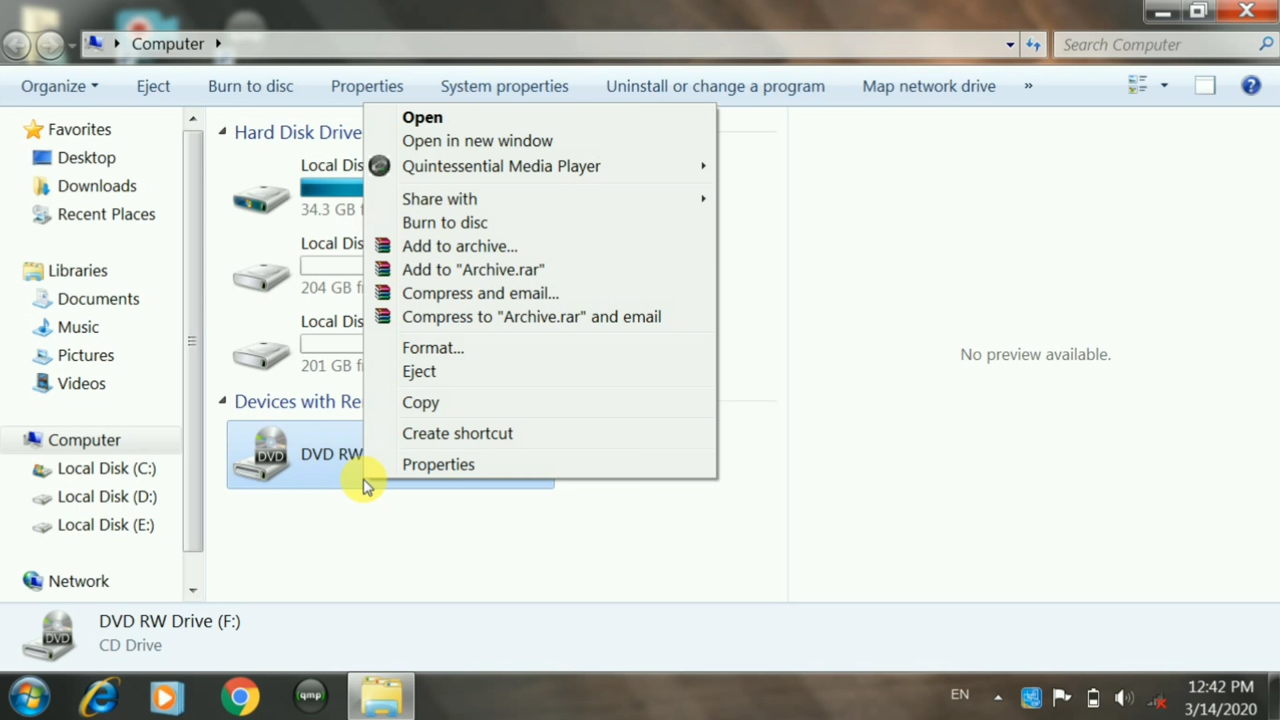 Computer
Search Computer
Organize
Eject
Burn to disc
Properties
System properties
Uninstall or change a program
Map network drive
»
Favorites
Desktop
Downloads
Recent Places
Libraries
Documents
Music
Pictures
Videos
Computer
Local Disk (C:)
Local Disk (D:)
Local Disk (E:)
Network
Hard Disk Drive
Local Dis
34.3 GB f
Local Dis
204 GB f
Local Dis
201 GB f
Devices with Re
DVD
DVD RW
Open
Open in new window
Quintessential Media Player
Share with
Burn to disc
Add to archive...
Add to "Archive.rar"
Compress and email...
Compress to "Archive.rar" and email
Format...
Eject
Copy
Create shortcut
Properties
No preview available.
DVD
DVD RW Drive (F:)
CD Drive
qmp
EN
12:42 PM
3/14/2020